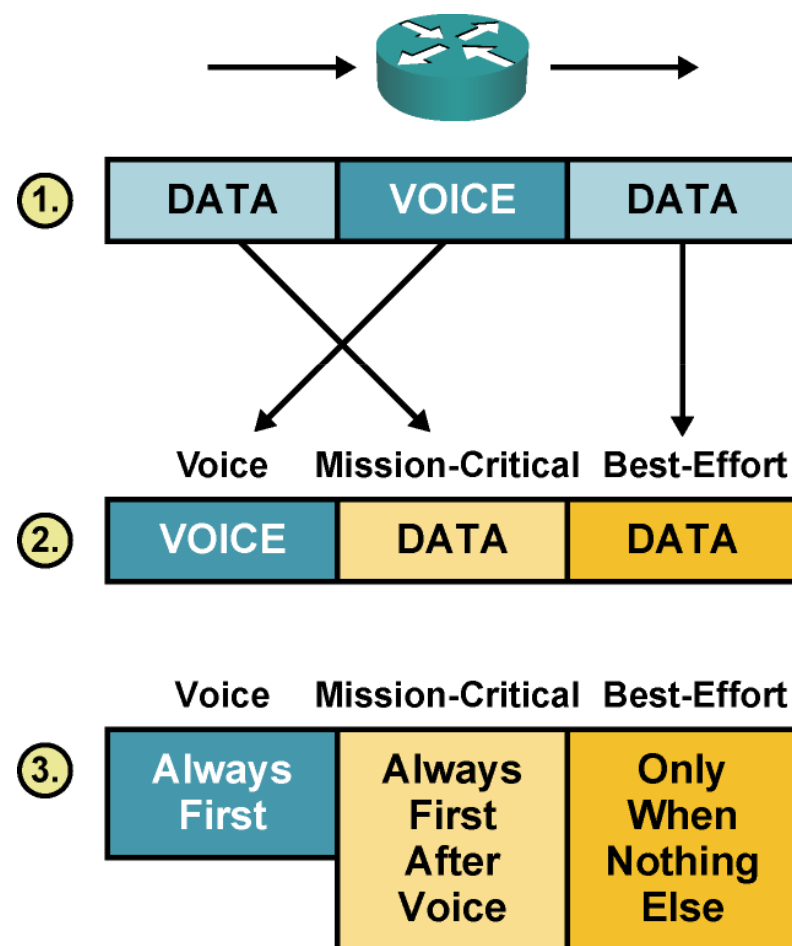 1.
DATA VOICE DATA
Voice Mission-Critical Best-Effort
2.
VOICE DATA DATA
Voice Mission-Critical Best-Effort
3.
Always First
Always First After Voice
Only When Nothing Else